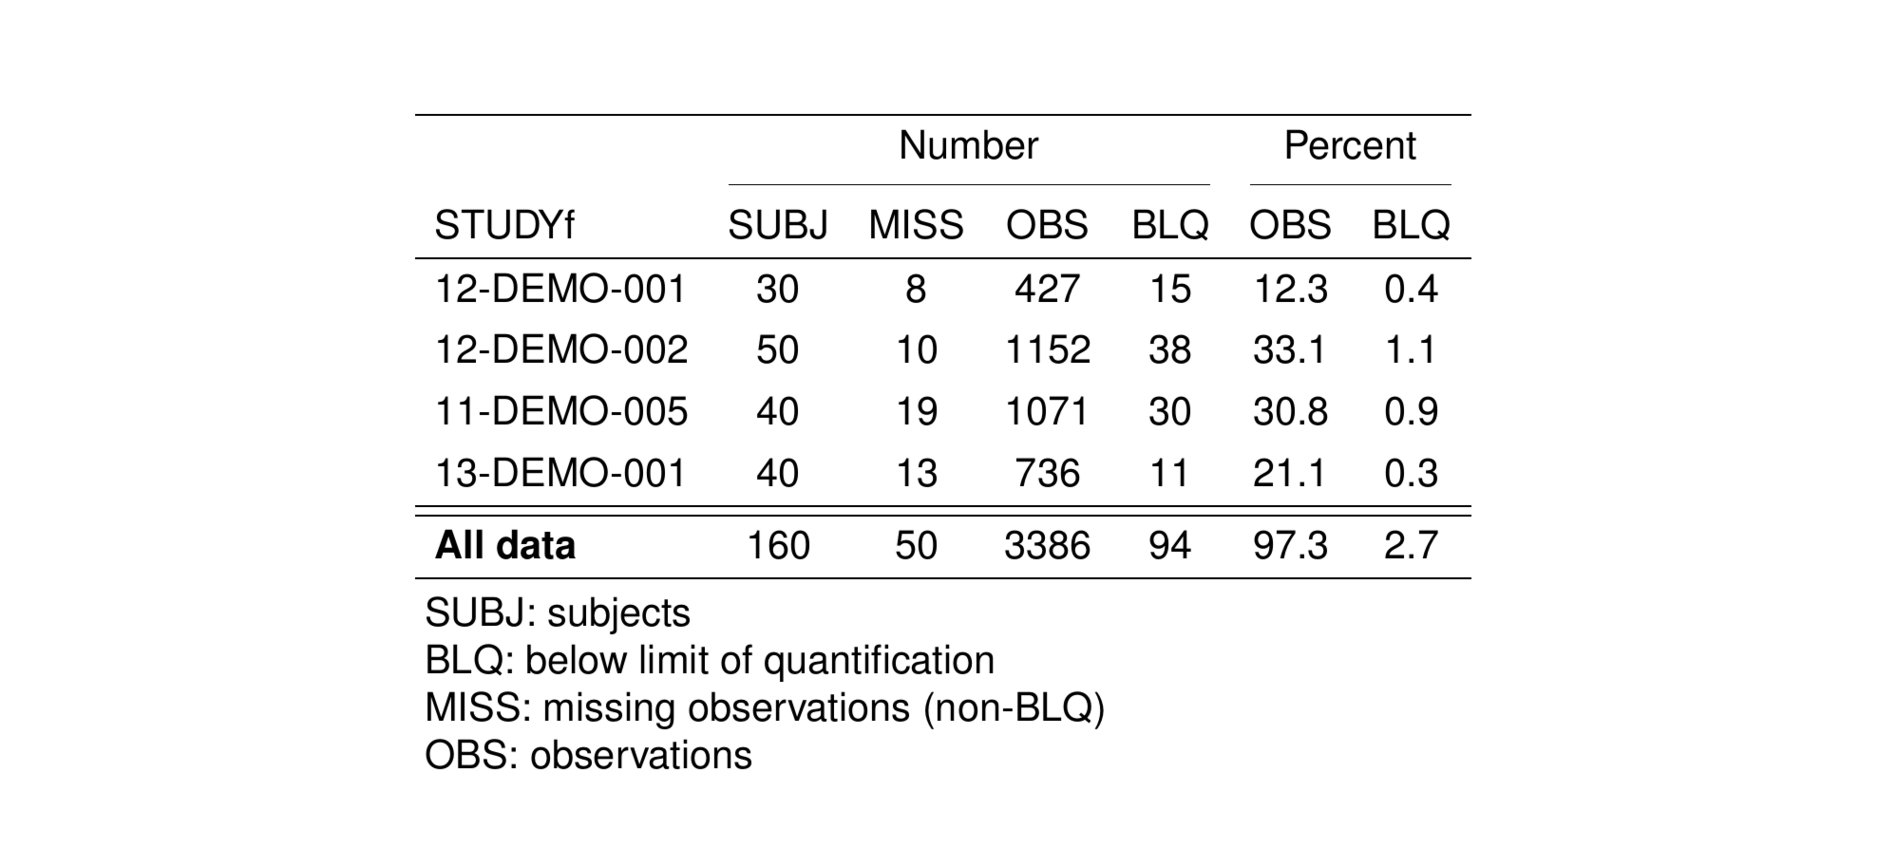 Number Percent
STUDYf SUBJ MISS OBS BLQ OBS BLQ
12-DEMO-001 30 8 427 15 12.3 0.4
12-DEMO-002 50 10 1152 38 33.1 1.1
11-DEMO-005 40 19 1071 30 30.8 0.9
13-DEMO-001 40 13 736 11 21.1 0.3
All data 160 50 3386 94 97.3 2.7
SUBJ: subjects
BLQ: below limit of quantification
MISS: missing observations (non-BLQ)
OBS: observations